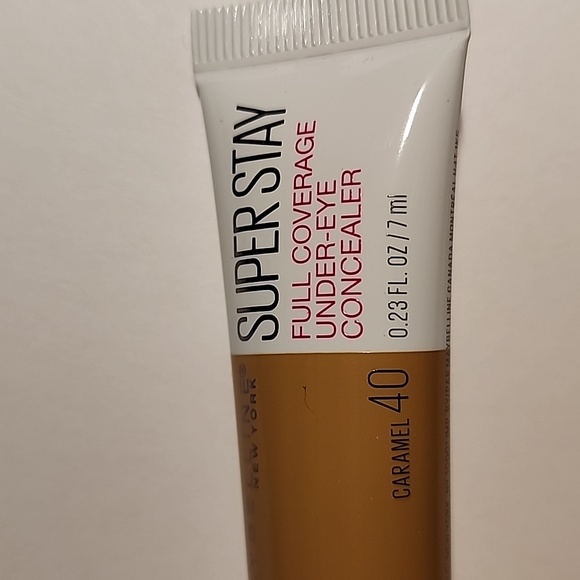 SUPER STAY
FULL COVERAGE
UNDER-EYE
CONCEALER
0.23 FL. OZ / 7 ml
CARAMEL 40
NEW YORK